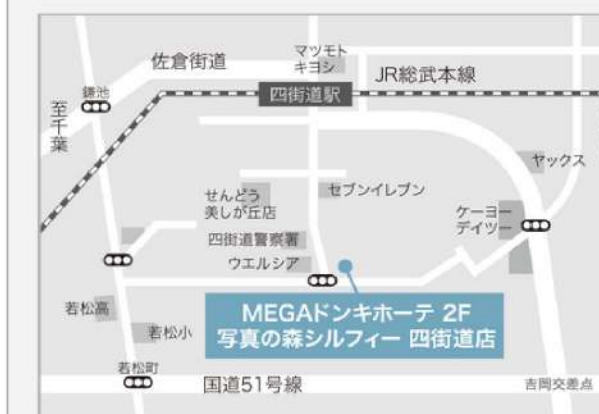 マツモト
キヨシ
佐倉街道
JR総武本線
鎌池
四街道駅
至千葉
ヤックス
せんどう
美しが丘店
セブンイレブン
ケーヨー
デイツー
四街道警察署
ウエルシア
MEGAドンキホーテ 2F
写真の森シルフィー 四街道店
若松高
若松小
若松町
国道51号線
吉岡交差点